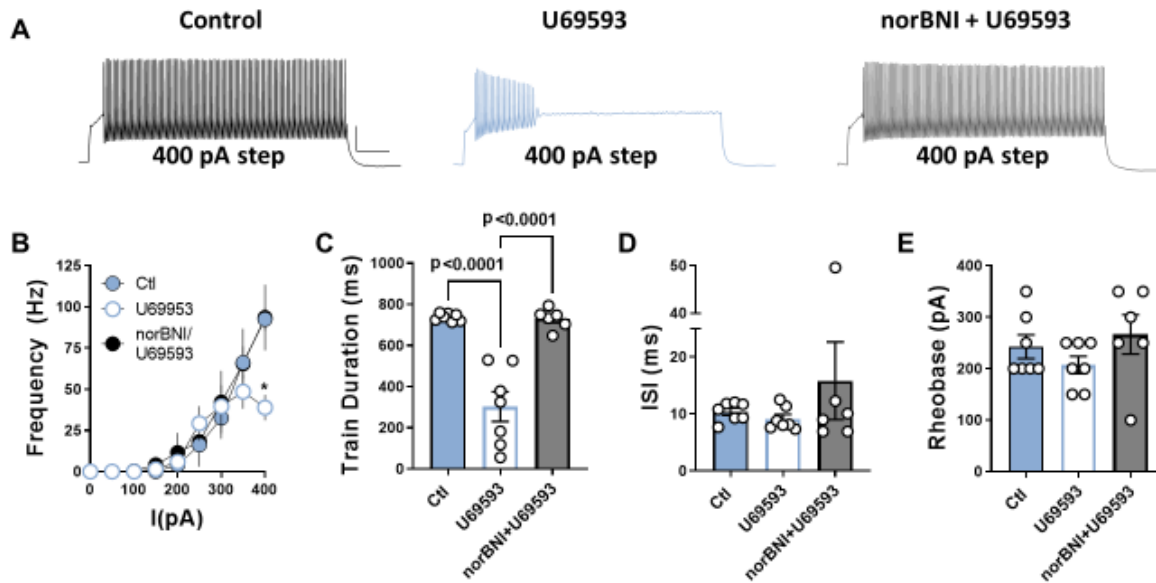 A
Control
U69593
norBNI + U69593
400 pA step
400 pA step
400 pA step
B
Frequency (Hz)
125
100
75
50
25
0
Ctl
U69953
norBNI/
U69593
*
0
100
200
300
400
I(pA)
C
p<0.0001
p<0.0001
Train Duration (ms)
1000
800
600
400
200
0
Ctl
U69593
norBNI+U69593
D
ISI (ms)
50
40
20
10
0
Ctl
U69593
norBNI+U69593
E
Rheobase (pA)
400
300
200
100
0
Ctl
U69593
norBNI+U69593